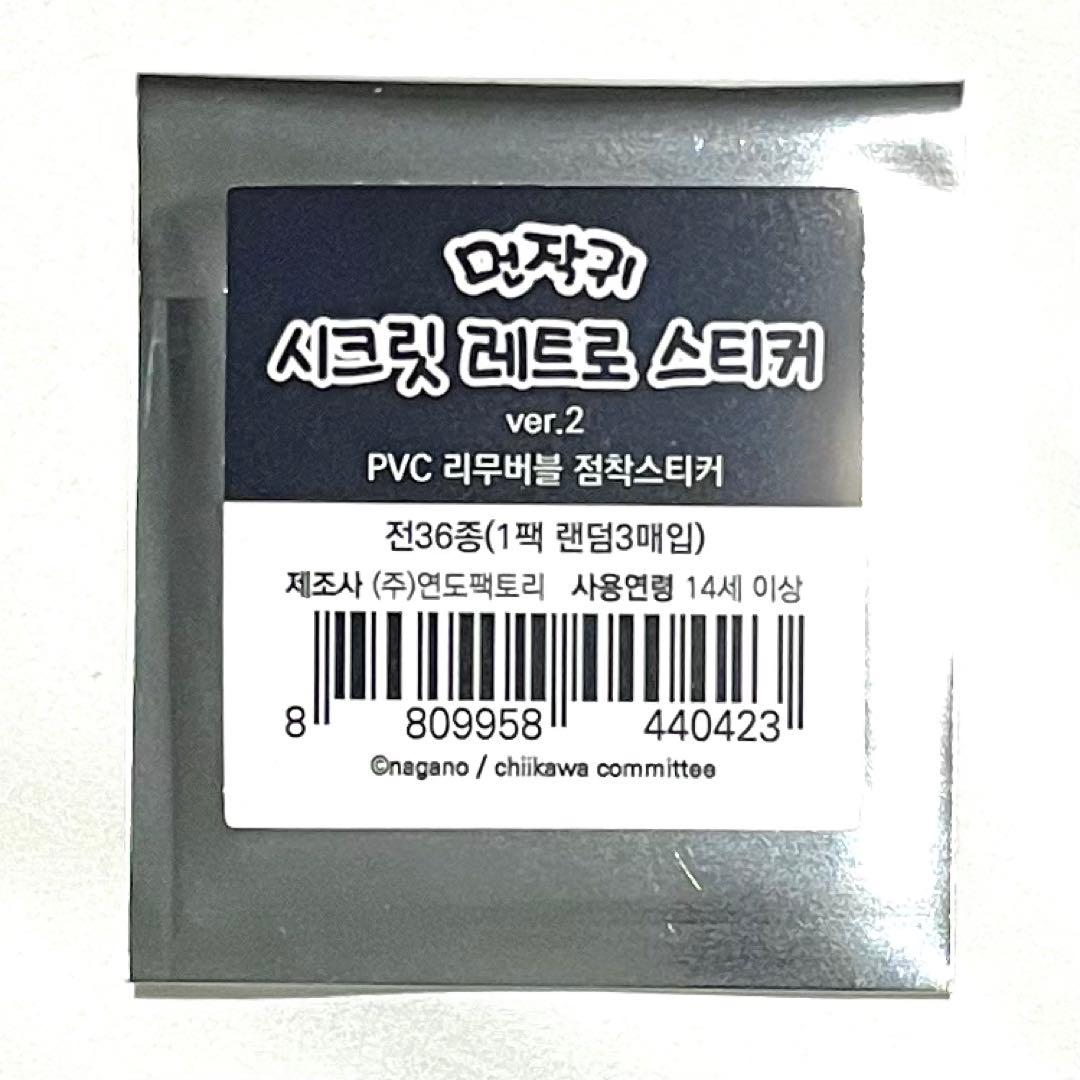 먼작귀
시크릿 레트로 스티커
ver.2
PVC 리무버블 점착스티커
전36종(1팩 랜덤3매입)
제조사 (주)연도팩토리 사용연령 14세 이상
8 809958 440423
©nagano / chiikawa committee